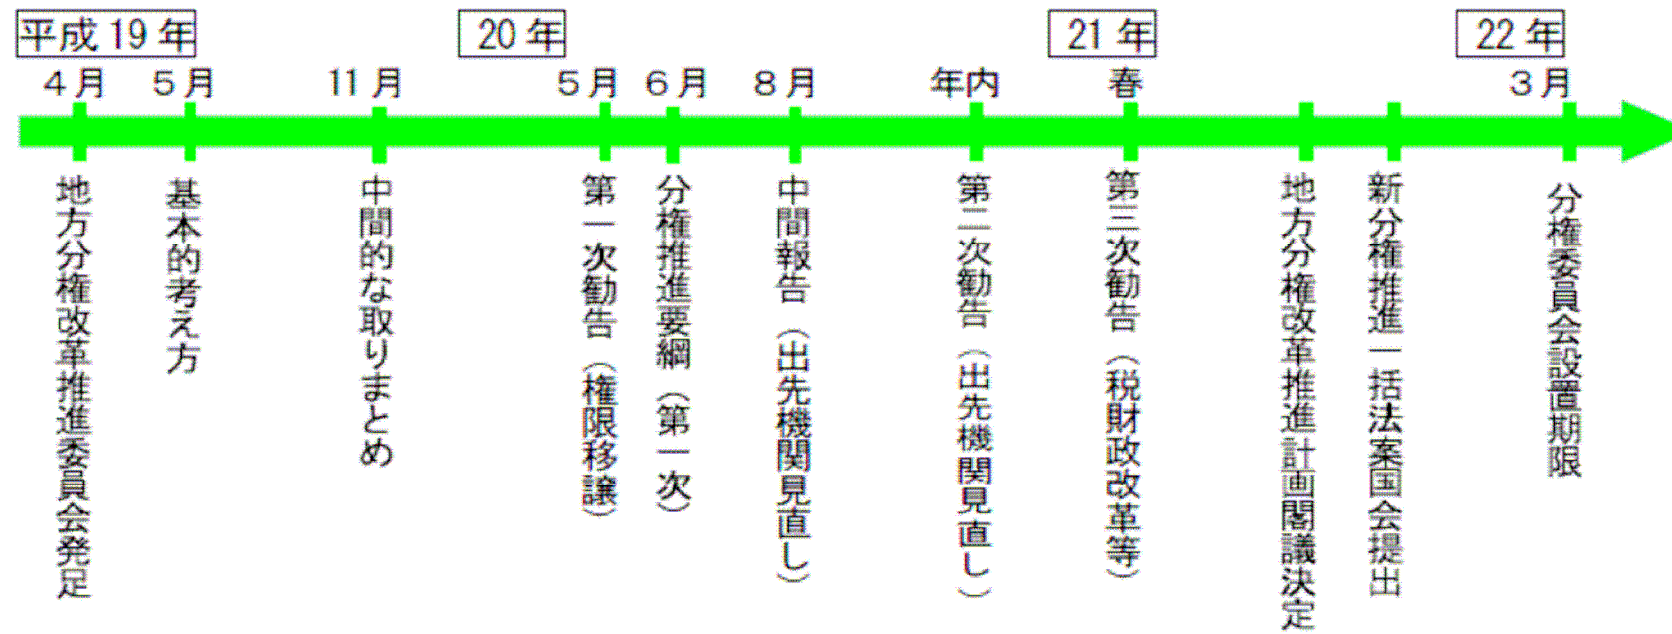 平成19年
20年
21年
22年
4月
5月
11月
5月
6月
8月
年内
春
3月
地方分権改革推進委員会発足
基本的考え方
中間的な取りまとめ
第一次勧告（権限移譲）
分権推進要綱（第一次）
中間報告（出先機関見直し）
第二次勧告（出先機関見直し）
第三次勧告（税財政改革等）
地方分権改革推進計画閣議決定
新分権推進一括法案国会提出
分権委員会設置期限